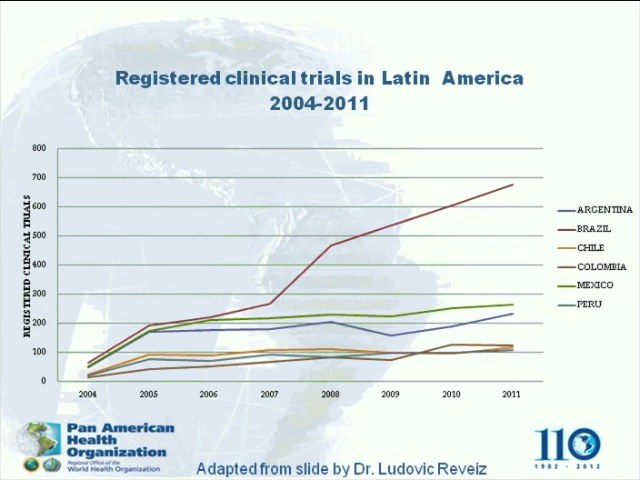 Registered clinical trials in Latin America
2004-2011
REGISTERED CLINICAL TRIALS
800
700
600
500
400
300
200
100
0
2004
2005
2006
2007
2008
2009
2010
2011
ARGENTINA
BRAZIL
CHILE
COLOMBIA
MEXICO
PERU
Pan American
Health
Organization
Regional Office of the
World Health Organization
Adapted from slide by Dr. Ludovic Reveiz
110
1902 - 2012